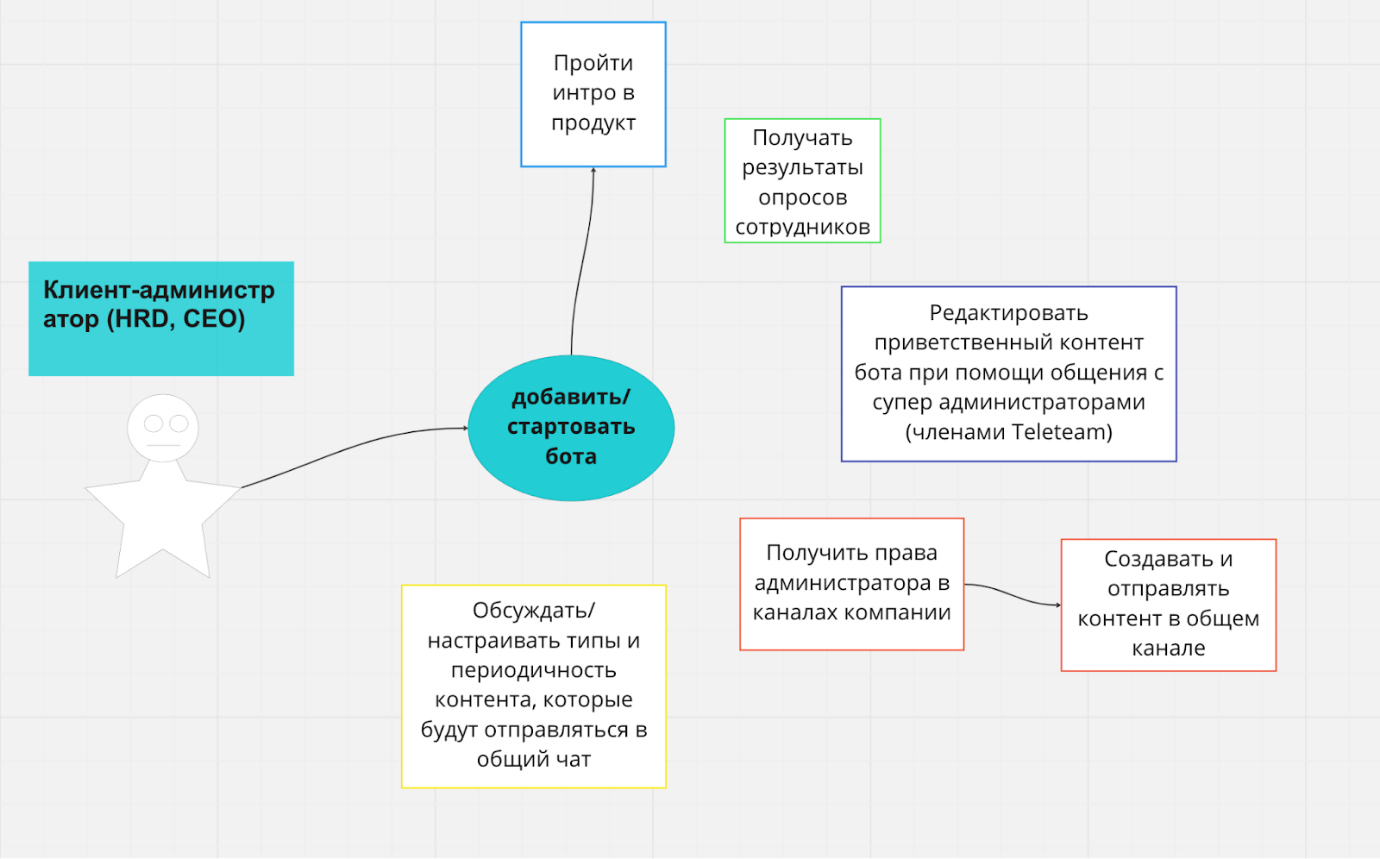 Пройти
интро в
продукт
Получать
результаты
опросов
сотрудников
Клиент-администр
атор (HRD, CEO)
Редактировать
приветственный контент
бота при помощи общения с
супер администраторами
(членами Teleteam)
добавить/
стартовать
бота
Получить права
администратора в
каналах компании
Создавать и
отправлять
контент в общем
канале
Обсуждать/
настраивать типы и
периодичность
контента, которые
будут отправляться в
общий чат